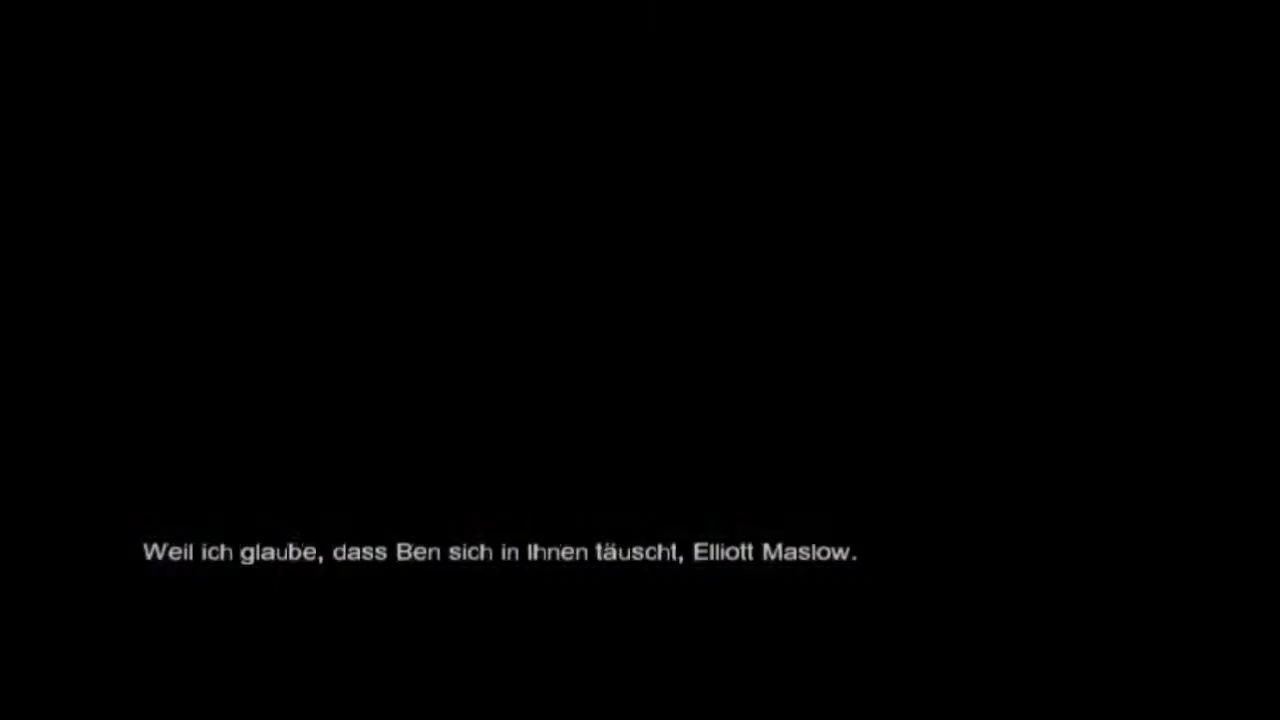 Weil ich glaube, dass Ben sich in Ihnen täuscht, Elliott Maslow.